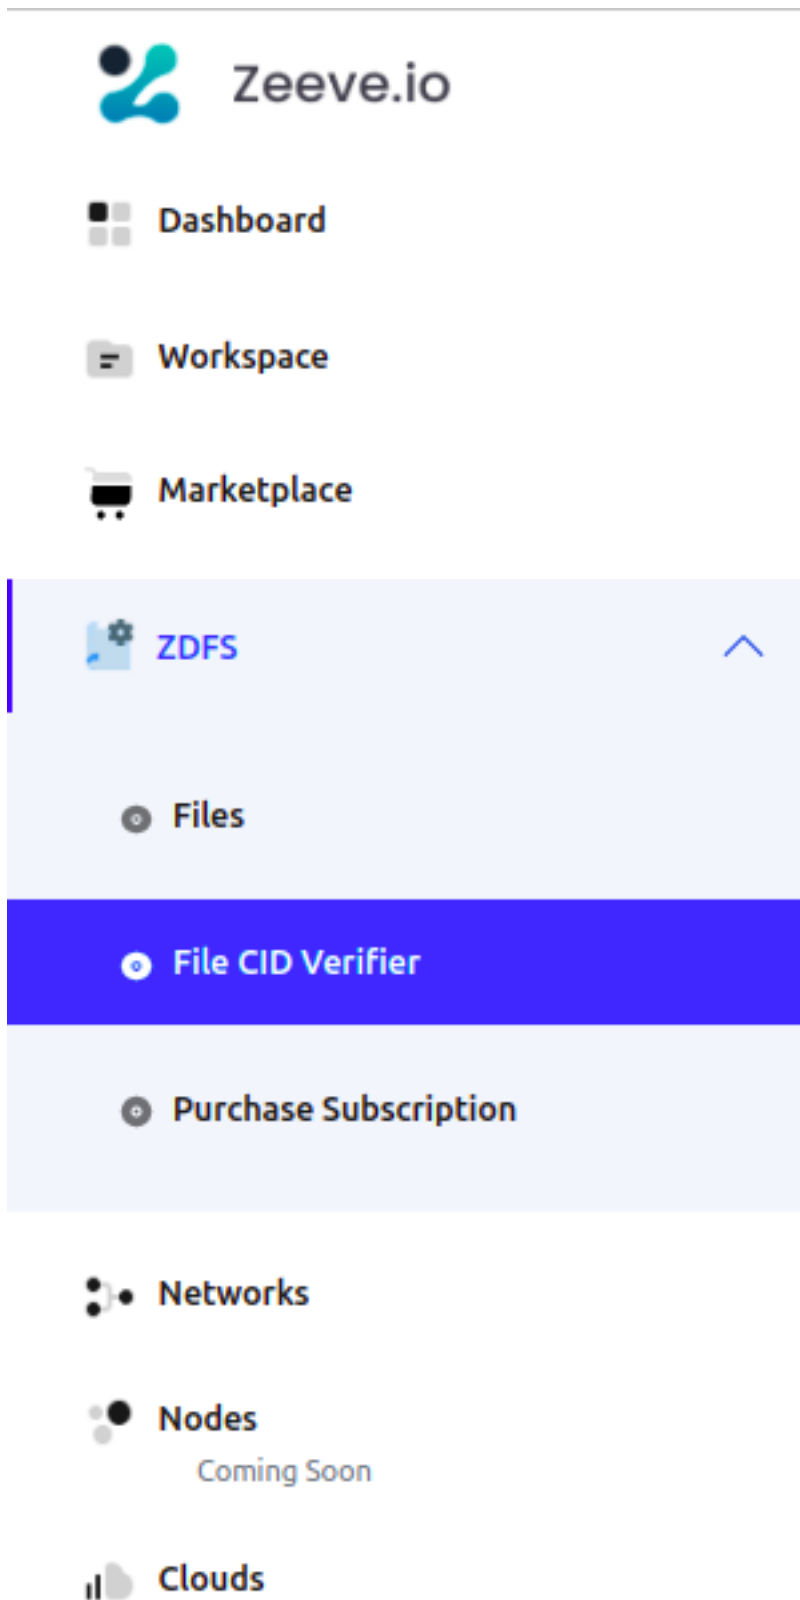 Zeeve.io
Dashboard
Workspace
Marketplace
ZDFS
Files
File CID Verifier
Purchase Subscription
Networks
Nodes
Coming Soon
Clouds